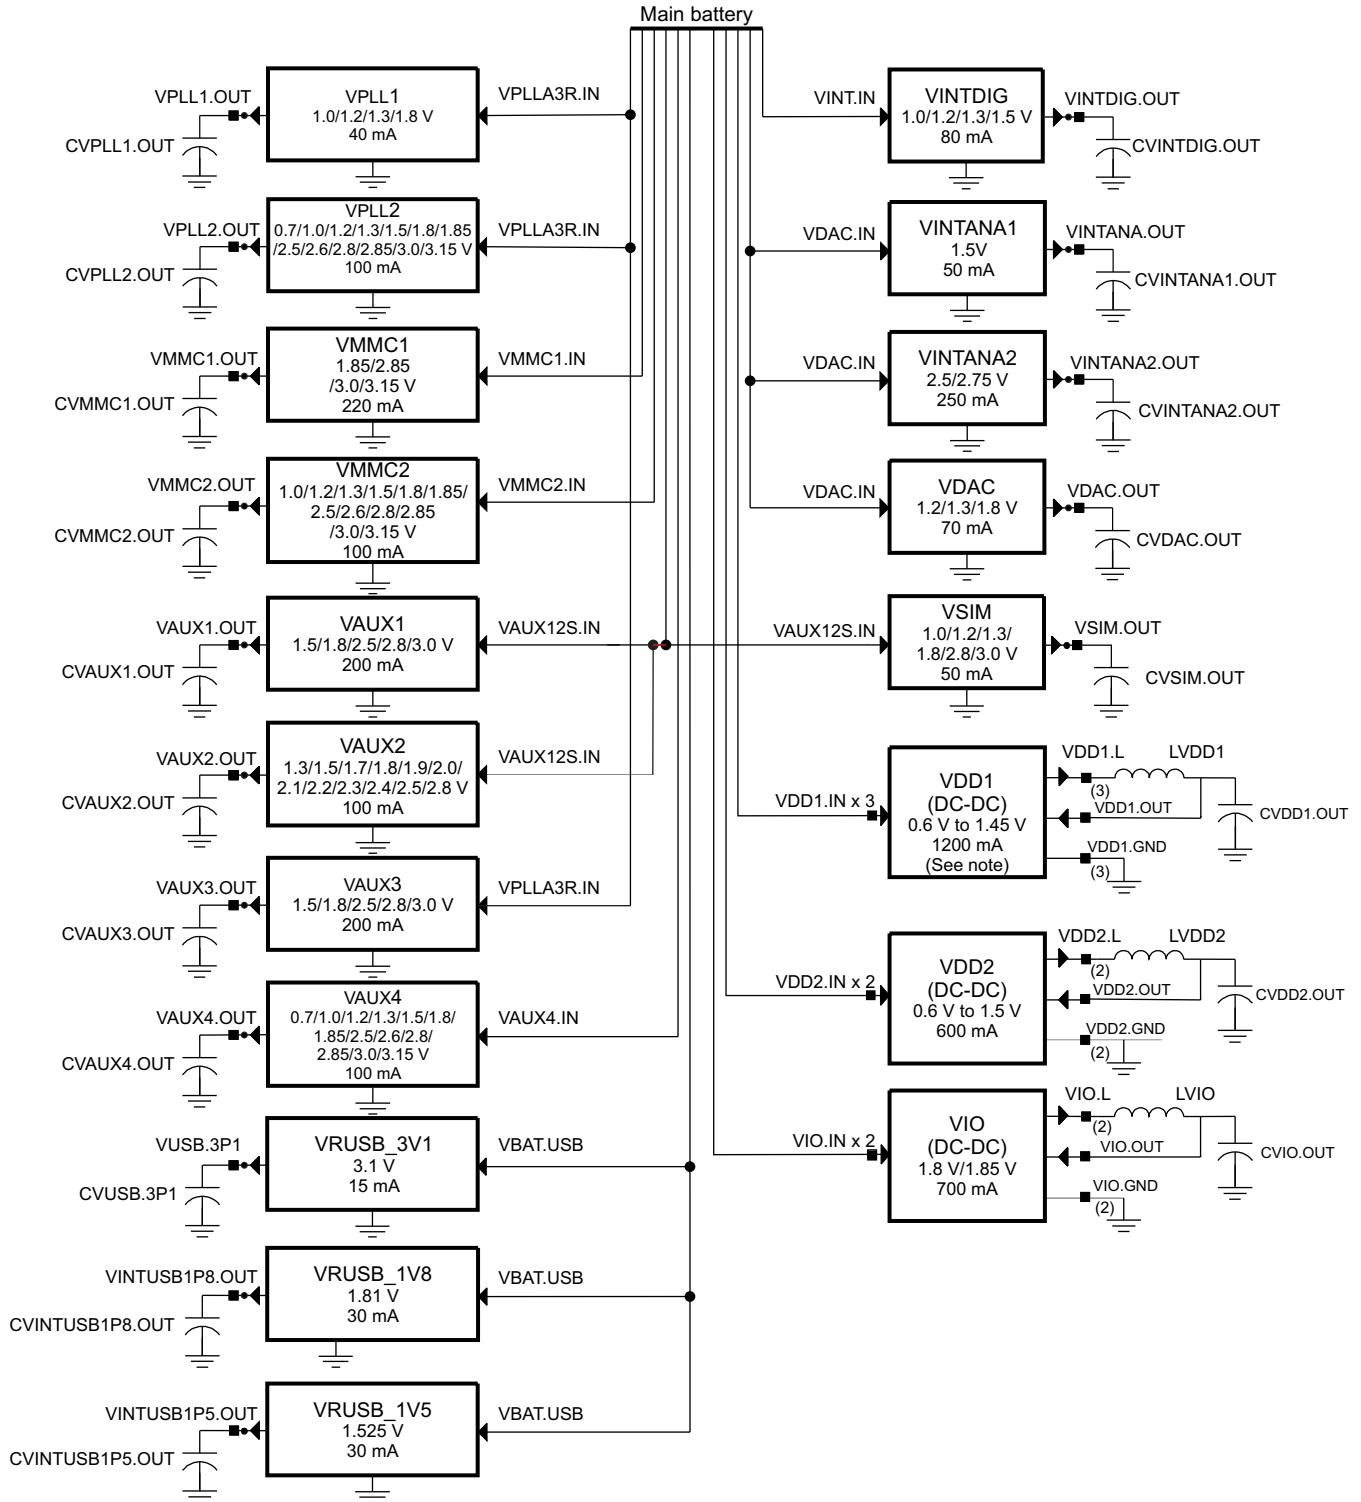 Main battery
VPLL1.OUT
CVPLL1.OUT
VPLL1
1.0/1.2/1.3/1.8 V
40 mA
VPLLA3R.IN
VPLL2.OUT
CVPLL2.OUT
VPLL2
0.7/1.0/1.2/1.3/1.5/1.8/1.85
/2.5/2.6/2.8/2.85/3.0/3.15 V
100 mA
VPLLA3R.IN
VMMC1.OUT
CVMMC1.OUT
VMMC1
1.85/2.85
/3.0/3.15 V
220 mA
VMMC1.IN
VMMC2.OUT
CVMMC2.OUT
VMMC2
1.0/1.2/1.3/1.5/1.8/1.85/
2.5/2.6/2.8/2.85
/3.0/3.15 V
100 mA
VMMC2.IN
VAUX1.OUT
CVAUX1.OUT
VAUX1
1.5/1.8/2.5/2.8/3.0 V
200 mA
VAUX12S.IN
VAUX2.OUT
CVAUX2.OUT
VAUX2
1.3/1.5/1.7/1.8/1.9/2.0/
2.1/2.2/2.3/2.4/2.5/2.8 V
100 mA
VAUX12S.IN
VAUX3.OUT
CVAUX3.OUT
VAUX3
1.5/1.8/2.5/2.8/3.0 V
200 mA
VPLLA3R.IN
VAUX4.OUT
CVAUX4.OUT
VAUX4
0.7/1.0/1.2/1.3/1.5/1.8/
1.85/2.5/2.6/2.8/
2.85/3.0/3.15 V
100 mA
VAUX4.IN
VUSB.3P1
CVUSB.3P1
VRUSB_3V1
3.1 V
15 mA
VBAT.USB
VINTUSB1P8.OUT
CVINTUSB1P8.OUT
VRUSB_1V8
1.81 V
30 mA
VBAT.USB
VINTUSB1P5.OUT
CVINTUSB1P5.OUT
VRUSB_1V5
1.525 V
30 mA
VBAT.USB
VINT.IN
VINTDIG
1.0/1.2/1.3/1.5 V
80 mA
VINTDIG.OUT
CVINTDIG.OUT
VDAC.IN
VINTANA1
1.5V
50 mA
VINTANA.OUT
CVINTANA1.OUT
VDAC.IN
VINTANA2
2.5/2.75 V
250 mA
VINTANA2.OUT
CVINTANA2.OUT
VDAC.IN
VDAC
1.2/1.3/1.8 V
70 mA
VDAC.OUT
CVDAC.OUT
VAUX12S.IN
VSIM
1.0/1.2/1.3/
1.8/2.8/3.0 V
50 mA
VSIM.OUT
CVSIM.OUT
VDD1.IN x 3
VDD1
(DC-DC)
0.6 V to 1.45 V
1200 mA
(See note)
VDD1.L
LVDD1
(3)
VDD1.OUT
CVDD1.OUT
VDD1.GND
(3)
VDD2.IN x 2
VDD2
(DC-DC)
0.6 V to 1.5 V
600 mA
VDD2.L
LVDD2
(2)
VDD2.OUT
CVDD2.OUT
VDD2.GND
(2)
VIO.IN x 2
VIO
(DC-DC)
1.8 V/1.85 V
700 mA
VIO.L
LVIO
(2)
VIO.OUT
CVIO.OUT
VIO.GND
(2)